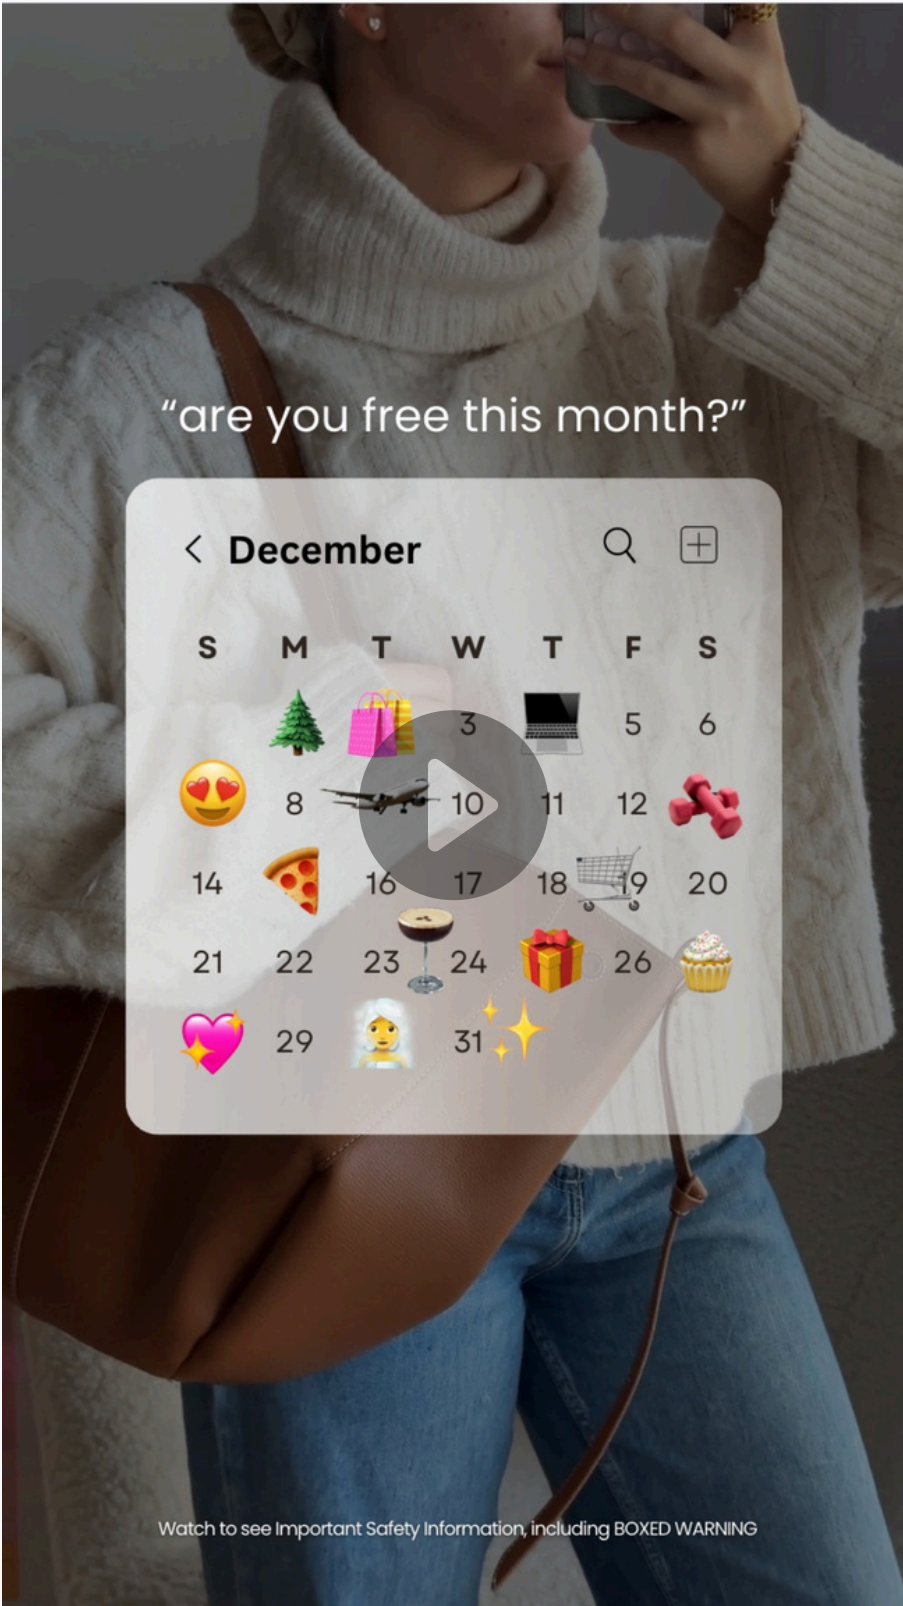 “are you free this month?”
December
S M T W T F S
3 5 6
8 10 11 12
14 16 17 18 19 20
21 22 23 24 26
29 31
Watch to see Important Safety Information, including BOXED WARNING